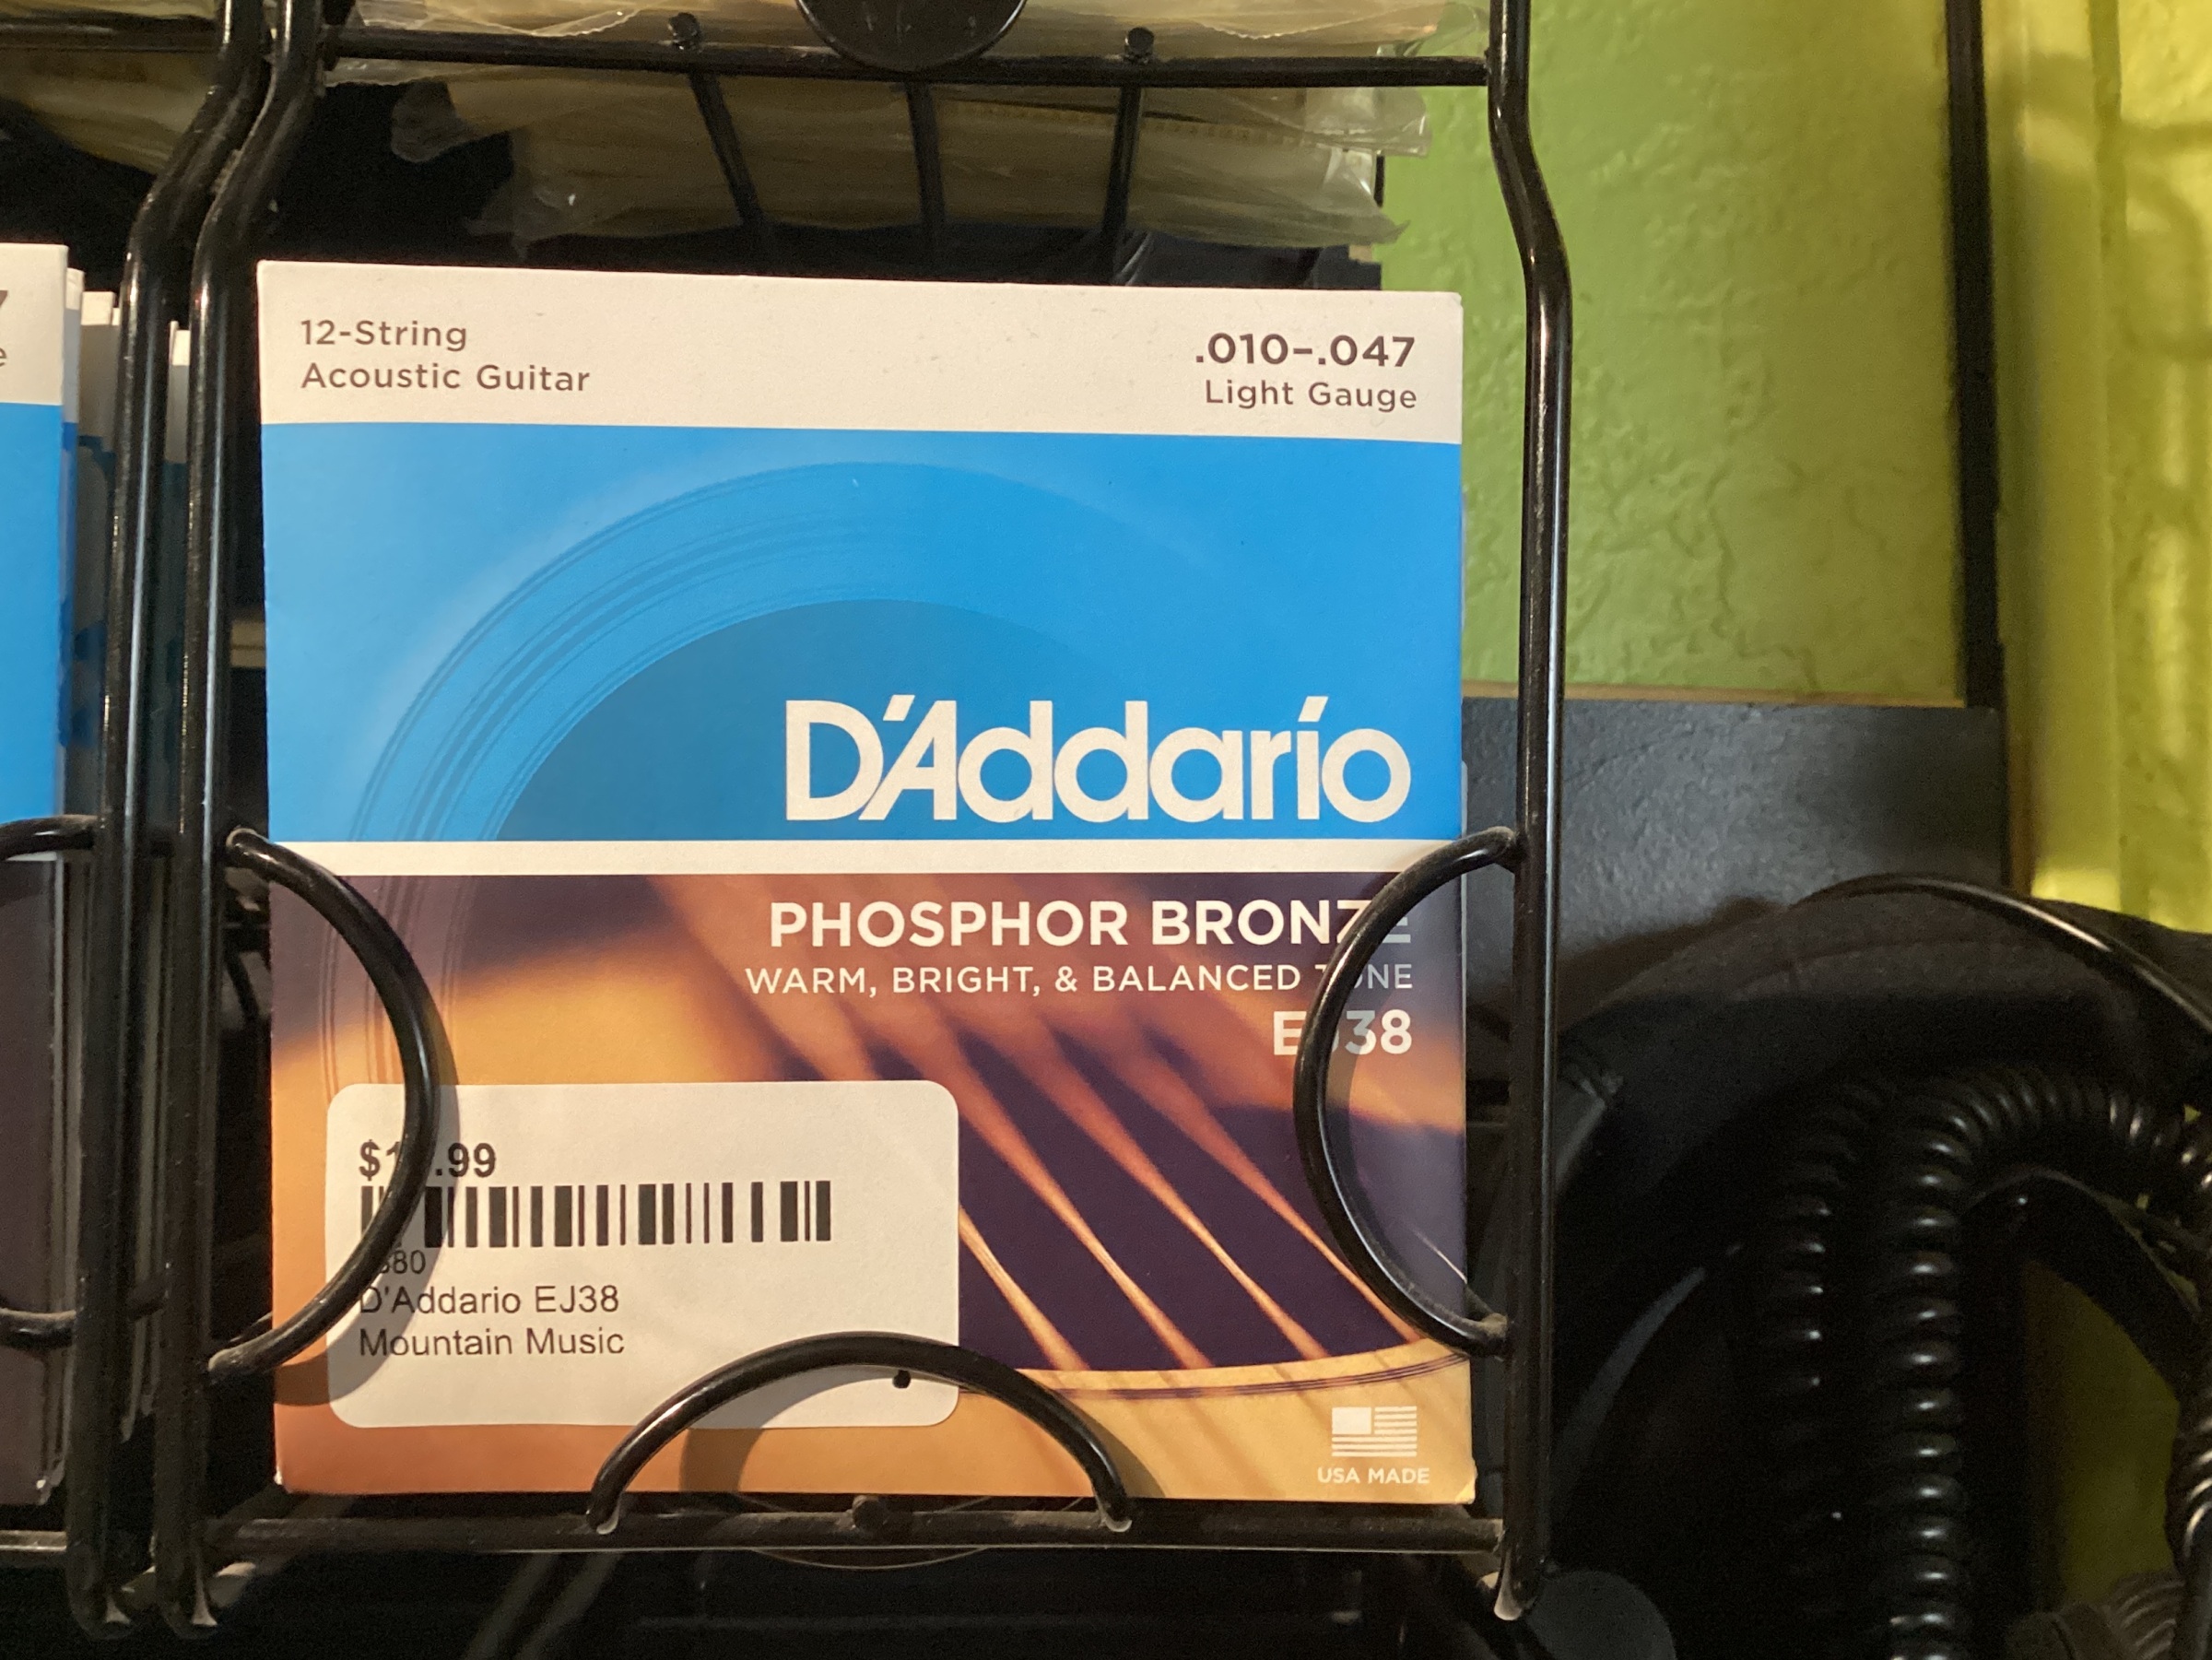 12-String
Acoustic Guitar
.010–.047
Light Gauge
D'Addario
PHOSPHOR BRONZE
WARM, BRIGHT, & BALANCED TONE
EJ38
D'Addario EJ38
Mountain Music
USA MADE